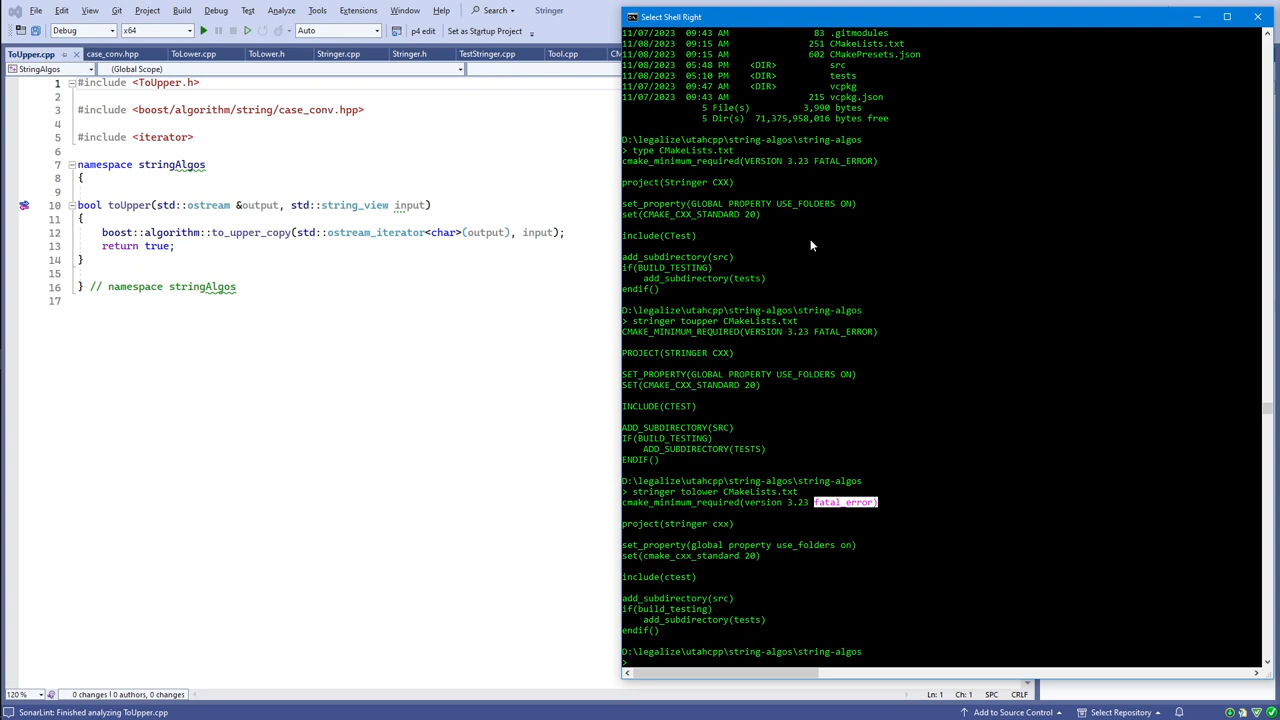 File Edit View Git Project Build Debug Test Analyze Tools Extensions Window Help Search Stringer
Debug x64 Auto p4 edit Set as Startup Project
ToUpper.cpp case_conv.hpp ToLower.cpp ToLower.h Stringer.cpp Stringer.h TestStringer.cpp Tool.cpp
StringAlgos (Global Scope)
1 #include <ToUpper.h>
2
3 #include <boost/algorithm/string/case_conv.hpp>
4
5 #include <iterator>
6
7 namespace stringAlgos
8 {
9
10 bool toUpper(std::ostream &output, std::string_view input)
11 {
12 boost::algorithm::to_upper_copy(std::ostream_iterator<char>(output), input);
13 return true;
14 }
15
16 } // namespace stringAlgos
17
120 % 0 changes | 0 authors, 0 changes Ln: 1 Ch: 1 SPC CRLF
SonarLint: Finished analyzing ToUpper.cpp Add to Source Control Select Repository
Select Shell Right
11/07/2023 09:43 AM 83 .gitmodules
11/08/2023 09:15 AM 251 CMakeLists.txt
11/08/2023 09:15 AM 602 CMakePresets.json
11/08/2023 05:48 PM <DIR> src
11/08/2023 05:10 PM <DIR> tests
11/07/2023 09:47 AM <DIR> vcpkg
11/07/2023 09:43 AM 215 vcpkg.json
5 File(s) 3,990 bytes
5 Dir(s) 71,375,958,016 bytes free
D:\legalize\utahcpp\string-algos\string-algos
> type CMakeLists.txt
cmake_minimum_required(VERSION 3.23 FATAL_ERROR)
project(Stringer CXX)
set_property(GLOBAL PROPERTY USE_FOLDERS ON)
set(CMAKE_CXX_STANDARD 20)
include(CTest)
add_subdirectory(src)
if(BUILD_TESTING)
add_subdirectory(tests)
endif()
D:\legalize\utahcpp\string-algos\string-algos
> stringer toupper CMakeLists.txt
CMAKE_MINIMUM_REQUIRED(VERSION 3.23 FATAL_ERROR)
PROJECT(STRINGER CXX)
SET_PROPERTY(GLOBAL PROPERTY USE_FOLDERS ON)
SET(CMAKE_CXX_STANDARD 20)
INCLUDE(CTEST)
ADD_SUBDIRECTORY(SRC)
IF(BUILD_TESTING)
ADD_SUBDIRECTORY(TESTS)
ENDIF()
D:\legalize\utahcpp\string-algos\string-algos
> stringer tolower CMakeLists.txt
cmake_minimum_required(version 3.23 fatal_error)
project(stringer cxx)
set_property(global property use_folders on)
set(cmake_cxx_standard 20)
include(ctest)
add_subdirectory(src)
if(build_testing)
add_subdirectory(tests)
endif()
D:\legalize\utahcpp\string-algos\string-algos
>